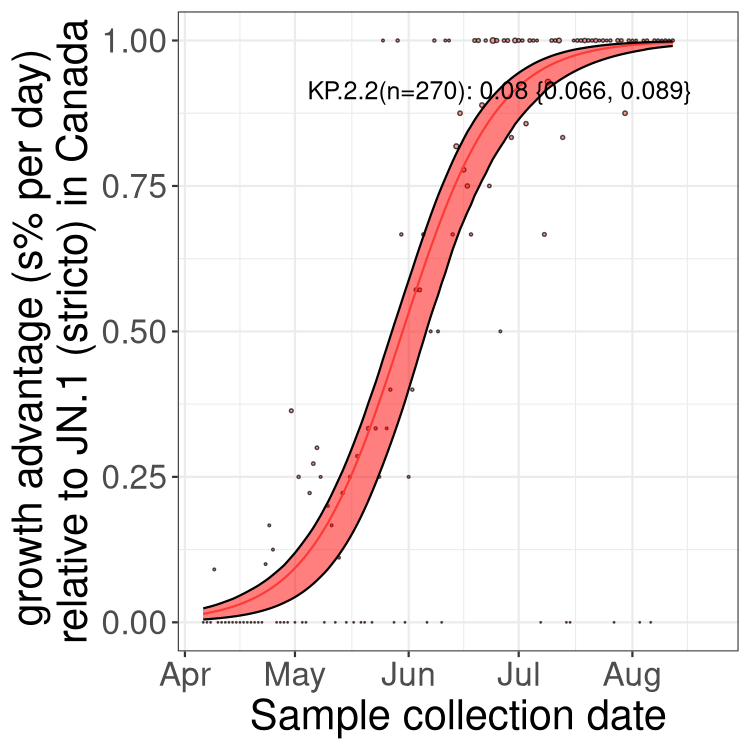 growth advantage (s% per day)
relative to JN.1 (stricto) in Canada
1.00
0.75
0.50
0.25
0.00
KP.2.2(n=270): 0.08 {0.066, 0.089}
Apr May Jun Jul Aug
Sample collection date